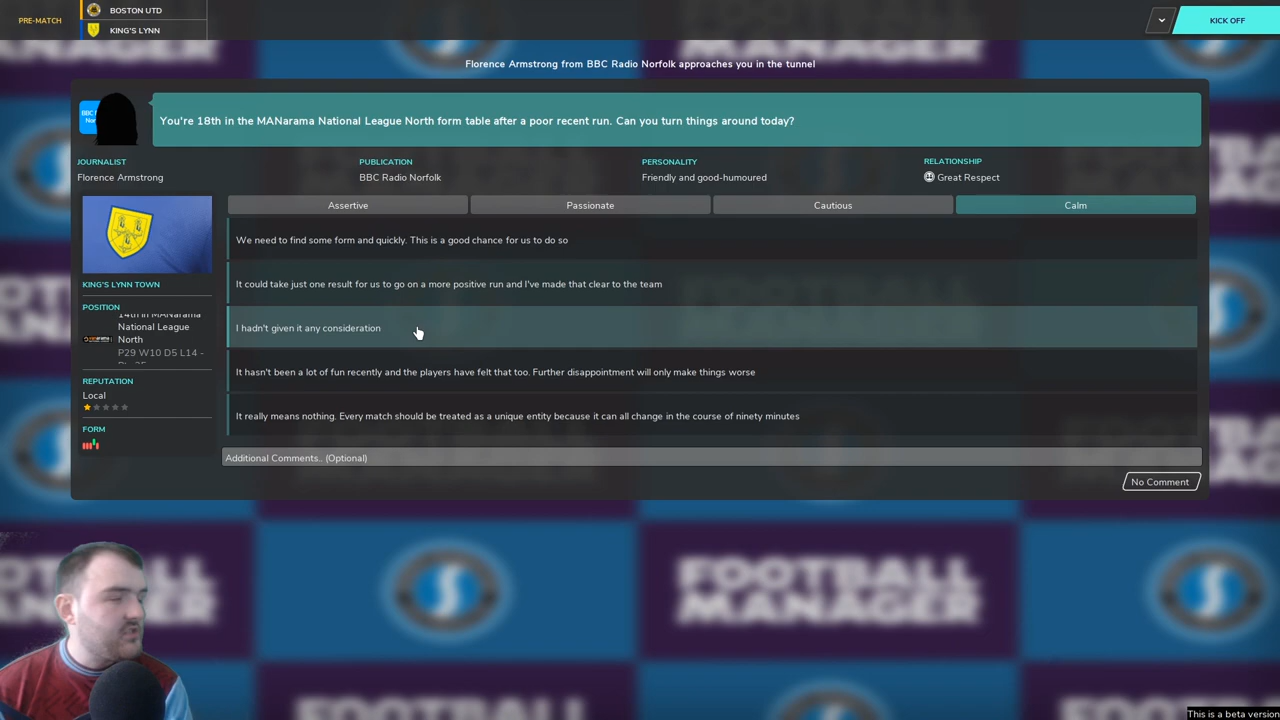 PRE-MATCH
BOSTON UTD
KING'S LYNN
KICK OFF
Florence Armstrong from BBC Radio Norfolk approaches you in the tunnel
BBC
You're 18th in the MANarama National League North form table after a poor recent run. Can you turn things around today?
JOURNALIST
Florence Armstrong
PUBLICATION
BBC Radio Norfolk
PERSONALITY
Friendly and good-humoured
RELATIONSHIP
Great Respect
Assertive
Passionate
Cautious
Calm
We need to find some form and quickly. This is a good chance for us to do so
It could take just one result for us to go on a more positive run and I've made that clear to the team
I hadn't given it any consideration
It hasn't been a lot of fun recently and the players have felt that too. Further disappointment will only make things worse
It really means nothing. Every match should be treated as a unique entity because it can all change in the course of ninety minutes
KING'S LYNN TOWN
POSITION
14th in MANarama
National League
North
P29 W10 D5 L14 -
REPUTATION
Local
FORM
Additional Comments.. (Optional)
No Comment
FOOTBALL
MANAGER
FOOTBALL
MANAGER
This is a beta version